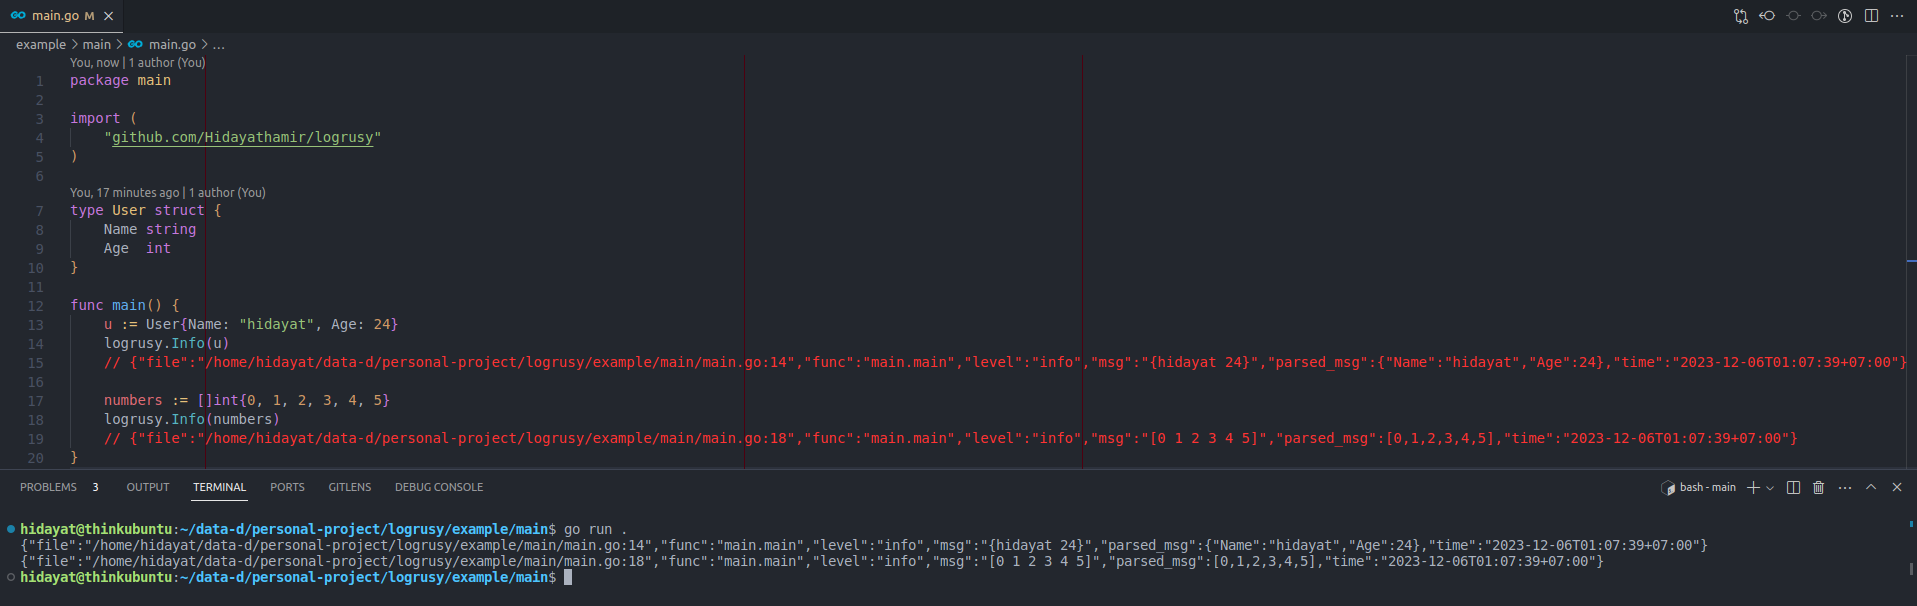 GO main.go M
example > main > GO main.go > ...
You, now | 1 author (You)
1 package main
2
3 import (
4     "github.com/Hidayathamir/logrusy"
5 )
6
You, 17 minutes ago | 1 author (You)
7 type User struct {
8     Name string
9     Age  int
10 }
11
12 func main() {
13     u := User{Name: "hidayat", Age: 24}
14     logrusy.Info(u)
15     // {"file":"/home/hidayat/data-d/personal-project/logrusy/example/main/main.go:14","func":"main.main","level":"info","msg":"{hidayat 24}","parsed_msg":{"Name":"hidayat","Age":24},"time":"2023-12-06T01:07:39+07:00"}
16
17     numbers := []int{0, 1, 2, 3, 4, 5}
18     logrusy.Info(numbers)
19     // {"file":"/home/hidayat/data-d/personal-project/logrusy/example/main/main.go:18","func":"main.main","level":"info","msg":"[0 1 2 3 4 5]","parsed_msg":[0,1,2,3,4,5],"time":"2023-12-06T01:07:39+07:00"}
20 }
PROBLEMS 3 OUTPUT TERMINAL PORTS GITLENS DEBUG CONSOLE bash - main
hidayat@thinkubuntu:~/data-d/personal-project/logrusy/example/main$ go run .
{"file":"/home/hidayat/data-d/personal-project/logrusy/example/main/main.go:14","func":"main.main","level":"info","msg":"{hidayat 24}","parsed_msg":{"Name":"hidayat","Age":24},"time":"2023-12-06T01:07:39+07:00"}
{"file":"/home/hidayat/data-d/personal-project/logrusy/example/main/main.go:18","func":"main.main","level":"info","msg":"[0 1 2 3 4 5]","parsed_msg":[0,1,2,3,4,5],"time":"2023-12-06T01:07:39+07:00"}
hidayat@thinkubuntu:~/data-d/personal-project/logrusy/example/main$